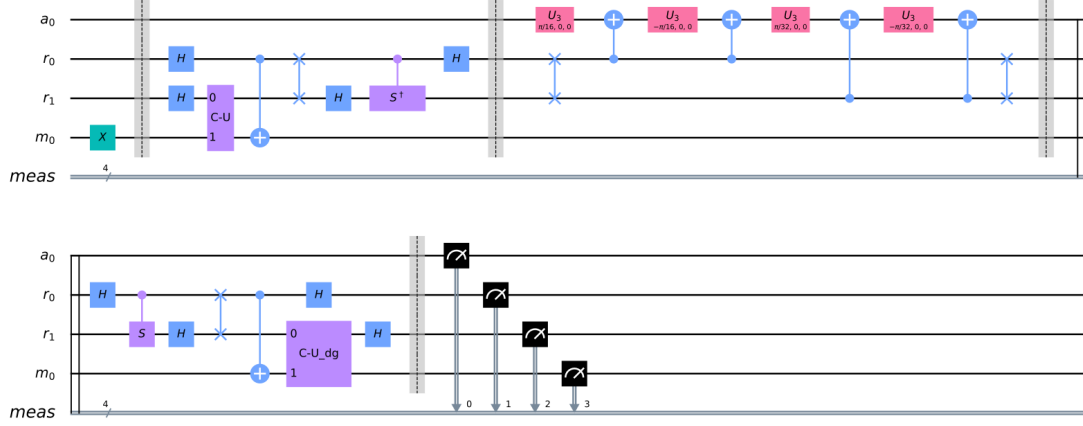 a0 U3 U3 U3 U3
π/16, 0, 0 −π/16, 0, 0 π/32, 0, 0 −π/32, 0, 0
r0 H H
r1 H 0 H S†
C-U
m0 X 1
4
meas
a0
r0 H H
r1 S H 0 H
C-U_dg
m0 1
4 0 1 2 3
meas